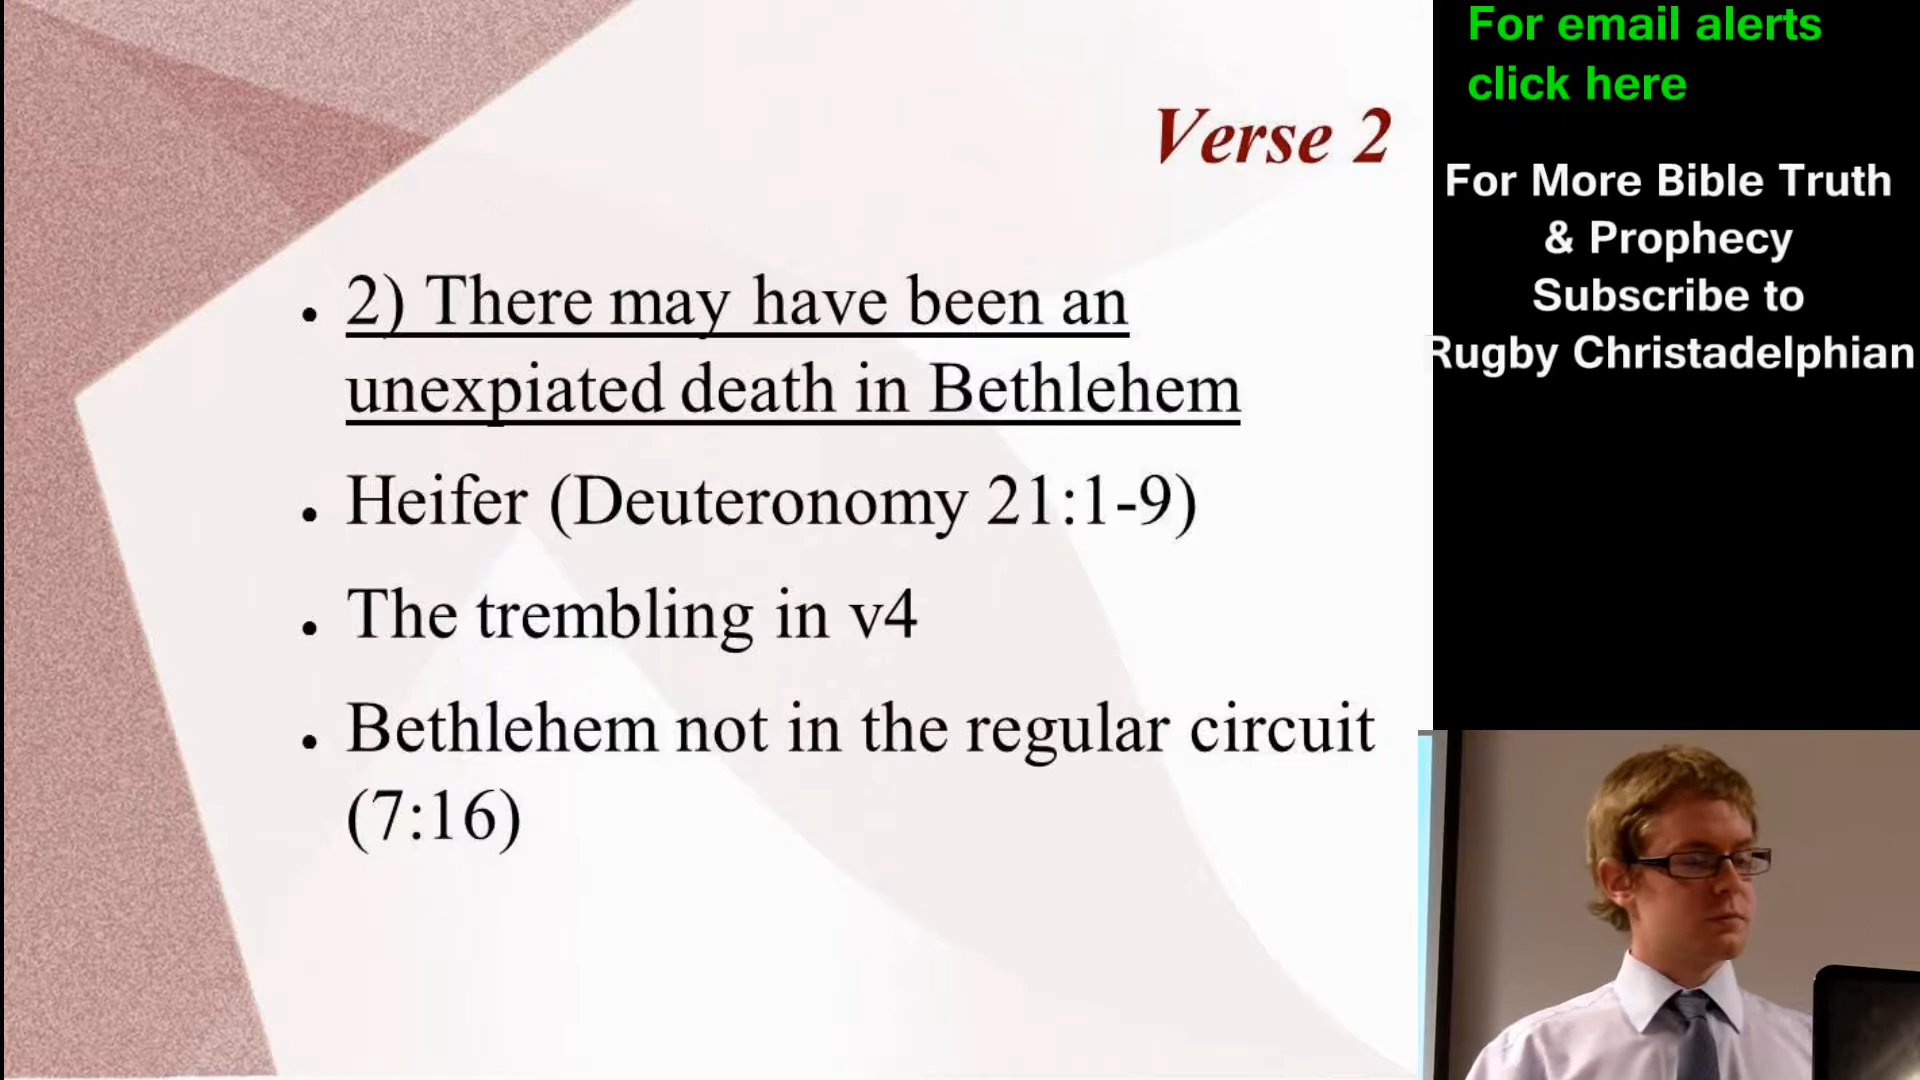 Verse 2
2) There may have been an
unexpiated death in Bethlehem
Heifer (Deuteronomy 21:1-9)
The trembling in v4
Bethlehem not in the regular circuit
(7:16)
For email alerts
click here
For More Bible Truth
& Prophecy
Subscribe to
Rugby Christadelphian